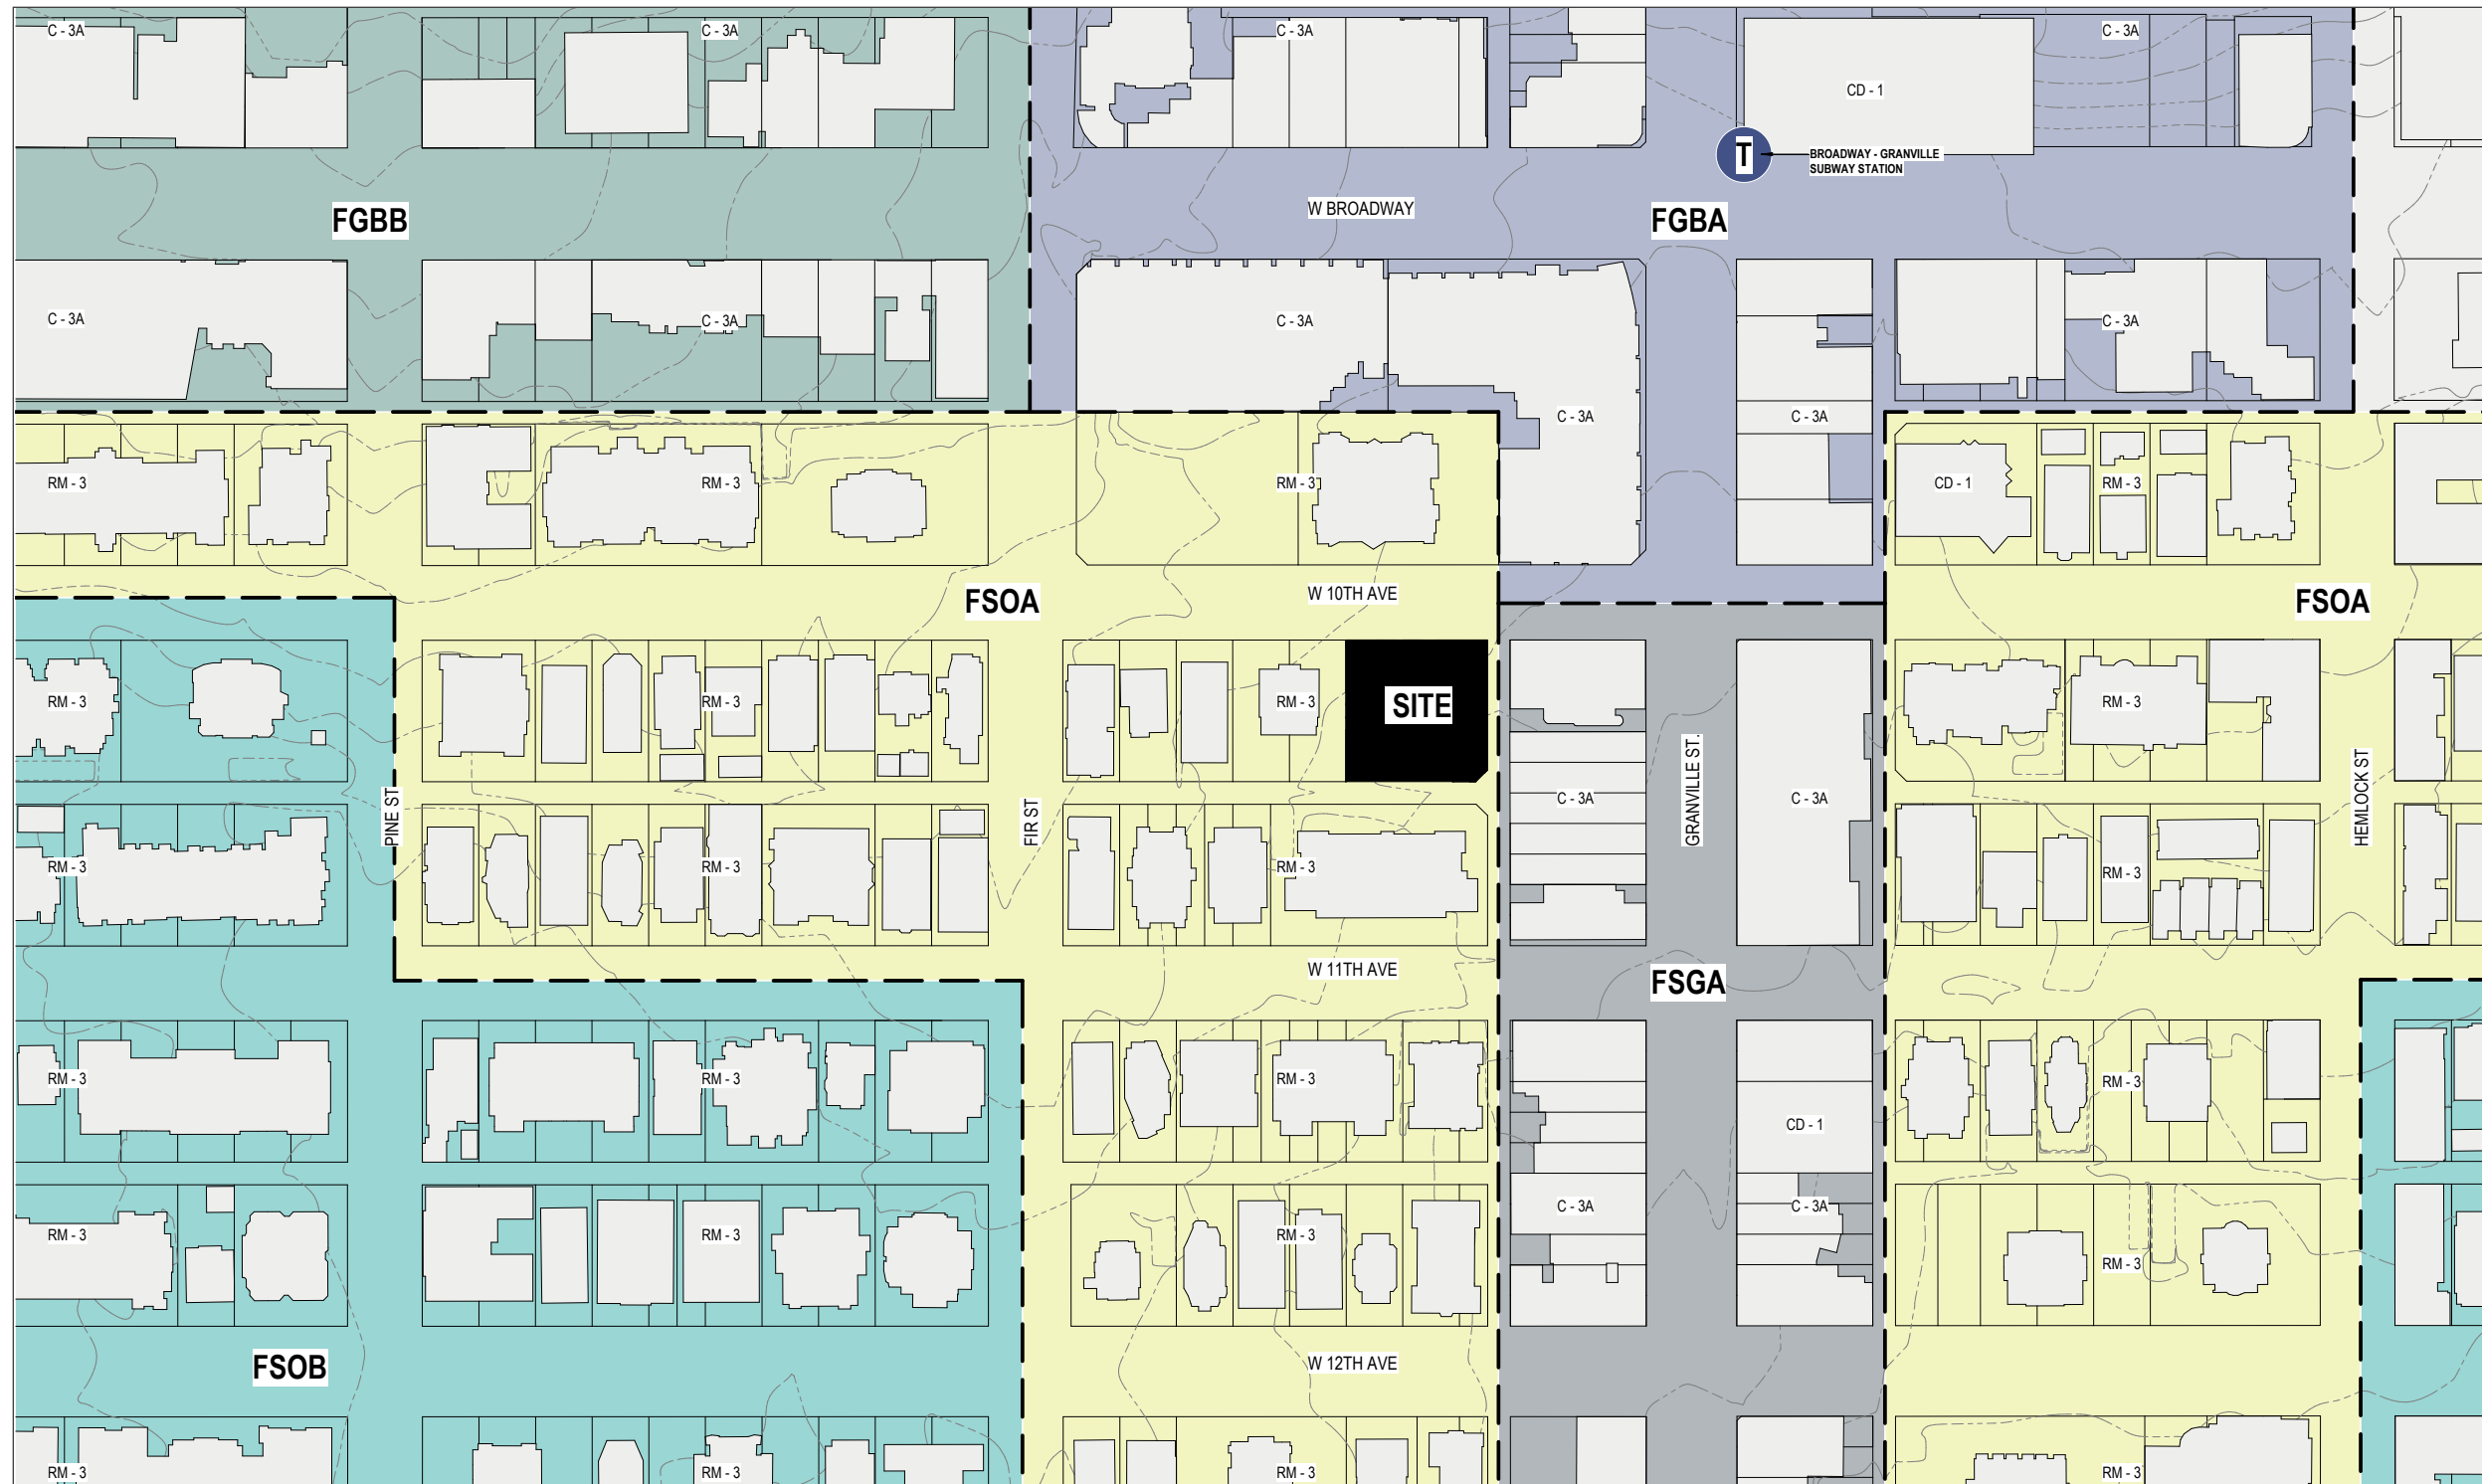 C - 3A
C - 3A
C - 3A
C - 3A
CD - 1
T
BROADWAY - GRANVILLE
SUBWAY STATION
FGBB
W BROADWAY
FGBA
C - 3A
C - 3A
C - 3A
C - 3A
C - 3A
C - 3A
RM - 3
RM - 3
RM - 3
CD - 1
RM - 3
FSOA
W 10TH AVE
FSOA
RM - 3
RM - 3
RM - 3
SITE
RM - 3
PINE ST
FIR ST
GRANVILLE ST.
HEMLOCK ST
C - 3A
C - 3A
RM - 3
RM - 3
RM - 3
RM - 3
W 11TH AVE
FSGA
RM - 3
RM - 3
RM - 3
RM - 3
CD - 1
C - 3A
C - 3A
RM - 3
RM - 3
RM - 3
RM - 3
FSOB
W 12TH AVE
RM - 3
RM - 3
RM - 3
RM - 3